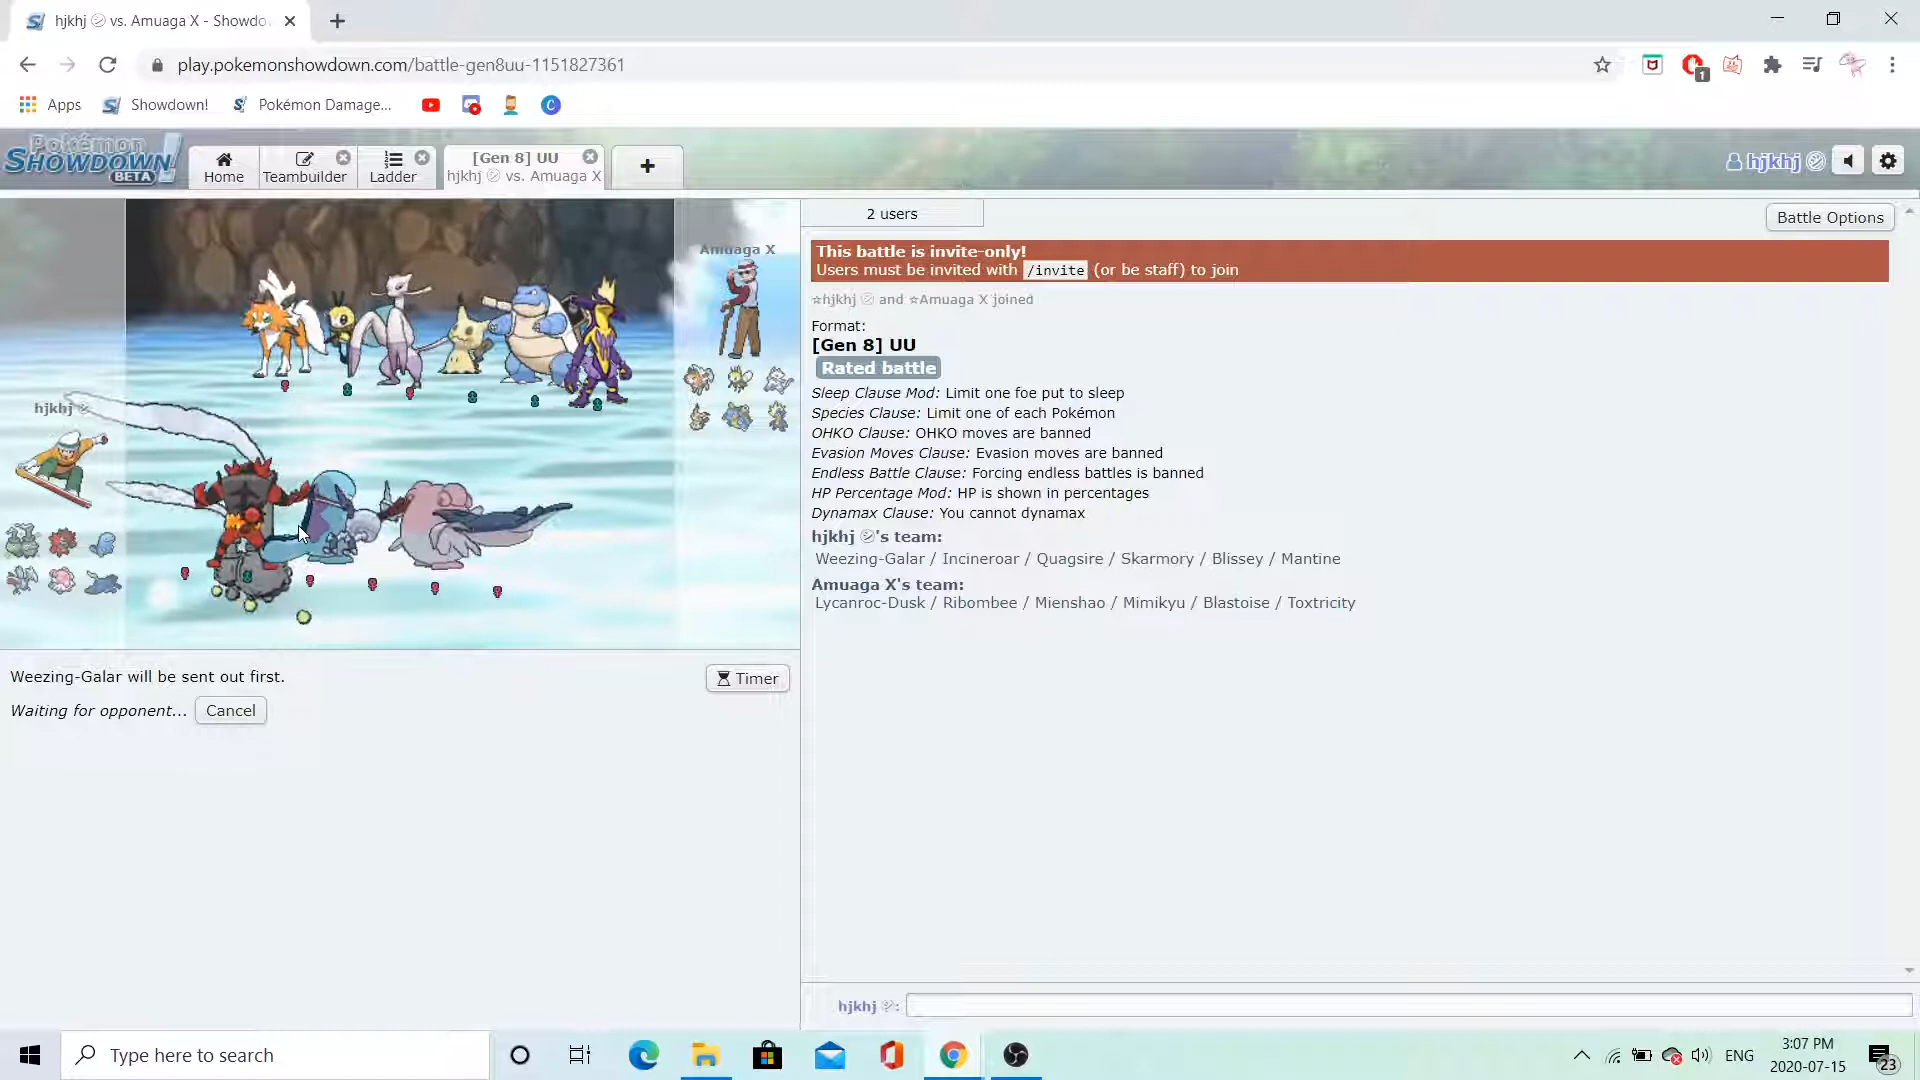 hjkhj vs. Amuaga X - Showdo
play.pokemonshowdown.com/battle-gen8uu-1151827361
1
Apps
Showdown!
Pokémon Damage...
Pokémon
SHOWDOWN!
BETA
Home
Teambuilder
Ladder
[Gen 8] UU
hjkhj vs. Amuaga X
hjkhj
Amuaga X
hjkhj
2 users
Battle Options
This battle is invite-only!
Users must be invited with /invite (or be staff) to join
☆hjkhj and ☆Amuaga X joined
Format:
[Gen 8] UU
Rated battle
Sleep Clause Mod: Limit one foe put to sleep
Species Clause: Limit one of each Pokémon
OHKO Clause: OHKO moves are banned
Evasion Moves Clause: Evasion moves are banned
Endless Battle Clause: Forcing endless battles is banned
HP Percentage Mod: HP is shown in percentages
Dynamax Clause: You cannot dynamax
hjkhj 's team:
Weezing-Galar / Incineroar / Quagsire / Skarmory / Blissey / Mantine
Amuaga X's team:
Lycanroc-Dusk / Ribombee / Mienshao / Mimikyu / Blastoise / Toxtricity
Weezing-Galar will be sent out first.
Timer
Waiting for opponent... Cancel
hjkhj :
Type here to search
ENG
3:07 PM
2020-07-15
23